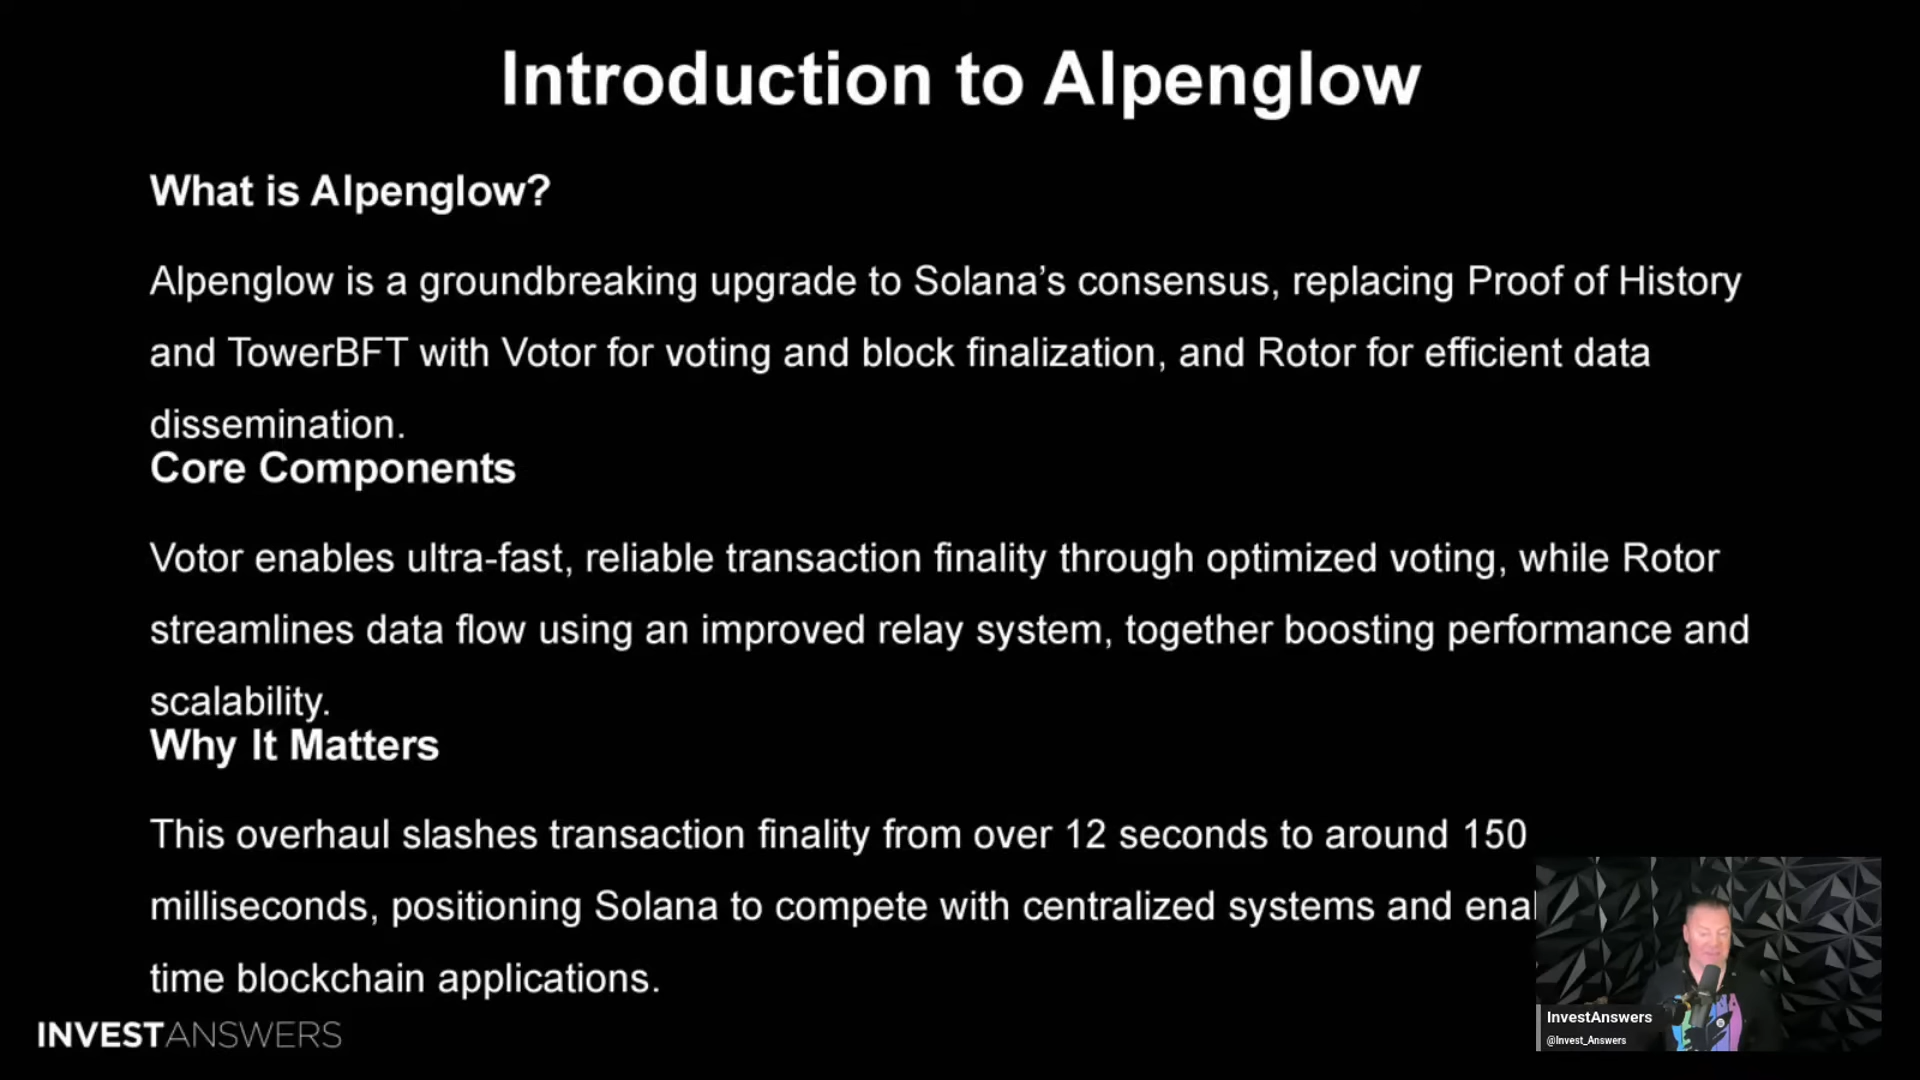 Introduction to Alpenglow
What is Alpenglow?
Alpenglow is a groundbreaking upgrade to Solana’s consensus, replacing Proof of History
and TowerBFT with Votor for voting and block finalization, and Rotor for efficient data
dissemination.
Core Components
Votor enables ultra-fast, reliable transaction finality through optimized voting, while Rotor
streamlines data flow using an improved relay system, together boosting performance and
scalability.
Why It Matters
This overhaul slashes transaction finality from over 12 seconds to around 150
milliseconds, positioning Solana to compete with centralized systems and
time blockchain applications.
INVESTANSWERS
InvestAnswers
@Invest_Answers